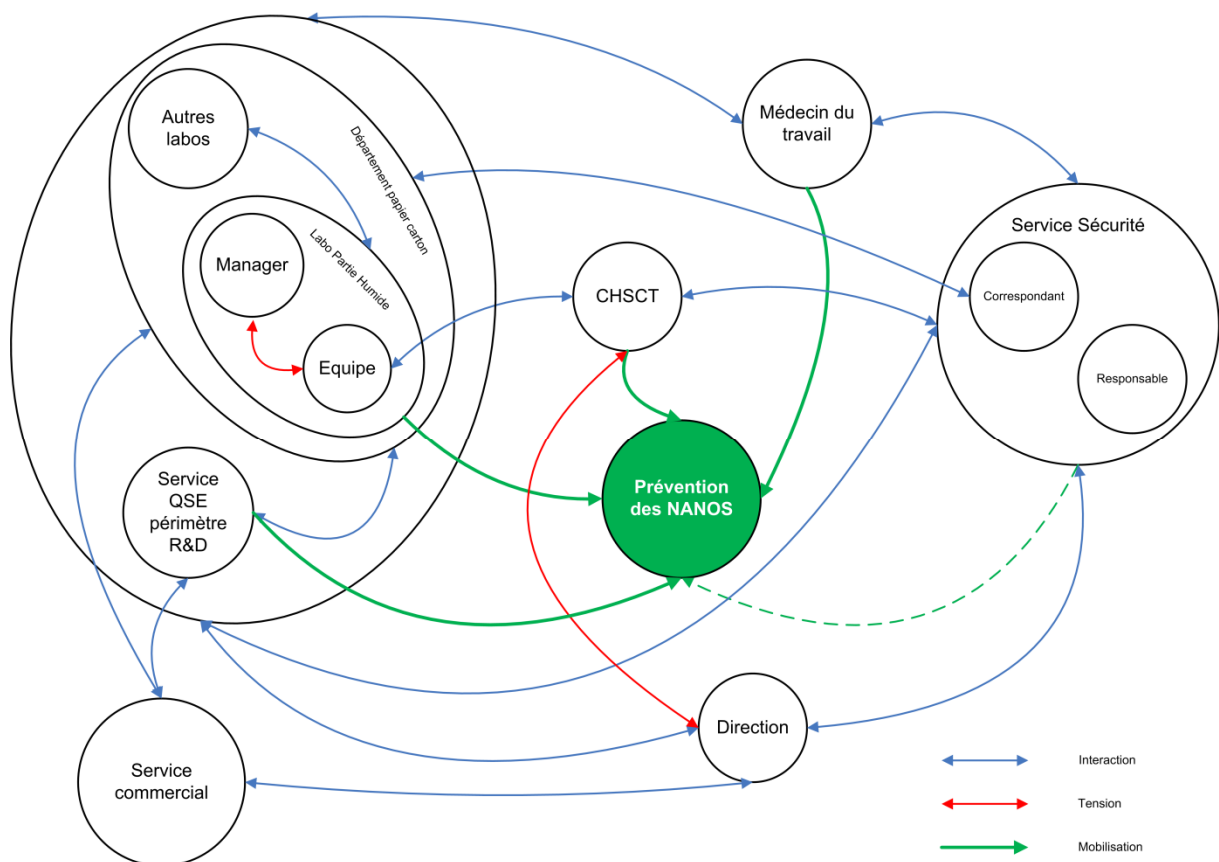 Autres
labos
Département papier carton
Médecin du
travail
Service Sécurité
Labo Partie Humide
Manager
CHSCT
Correspondant
Equipe
Responsable
Service
QSE
périmètre
R&D
Prévention
des NANOS
Direction
Service
commercial
Interaction
Tension
Mobilisation